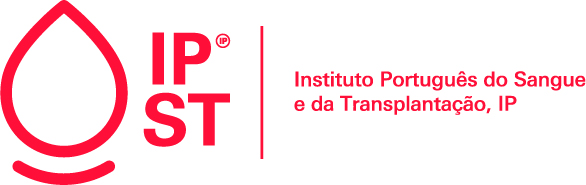 IP IP
ST
Instituto Português do Sangue
e da Transplantação, IP